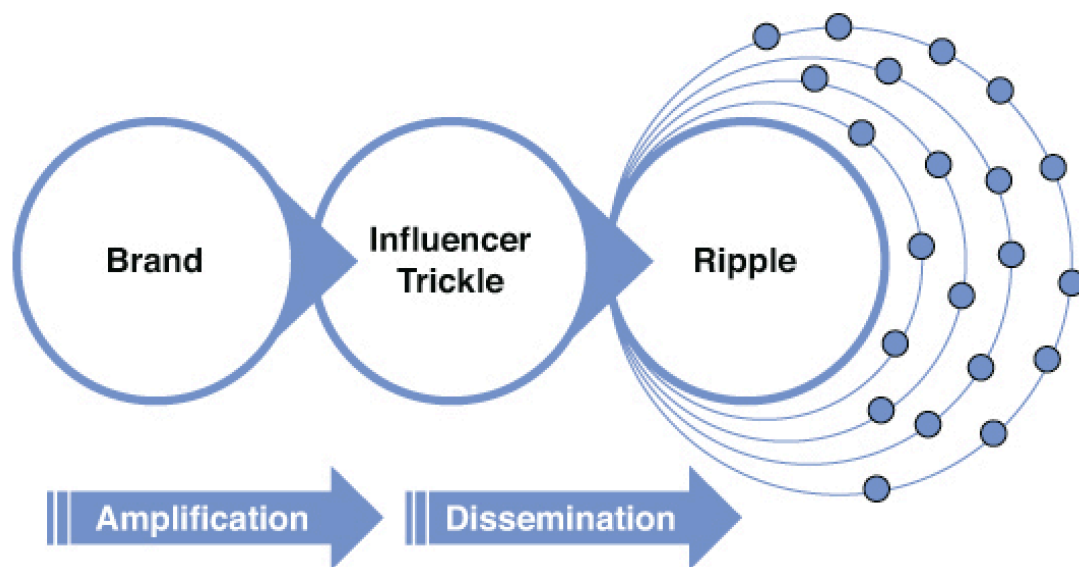 Brand
Influencer
Trickle
Ripple
Amplification
Dissemination